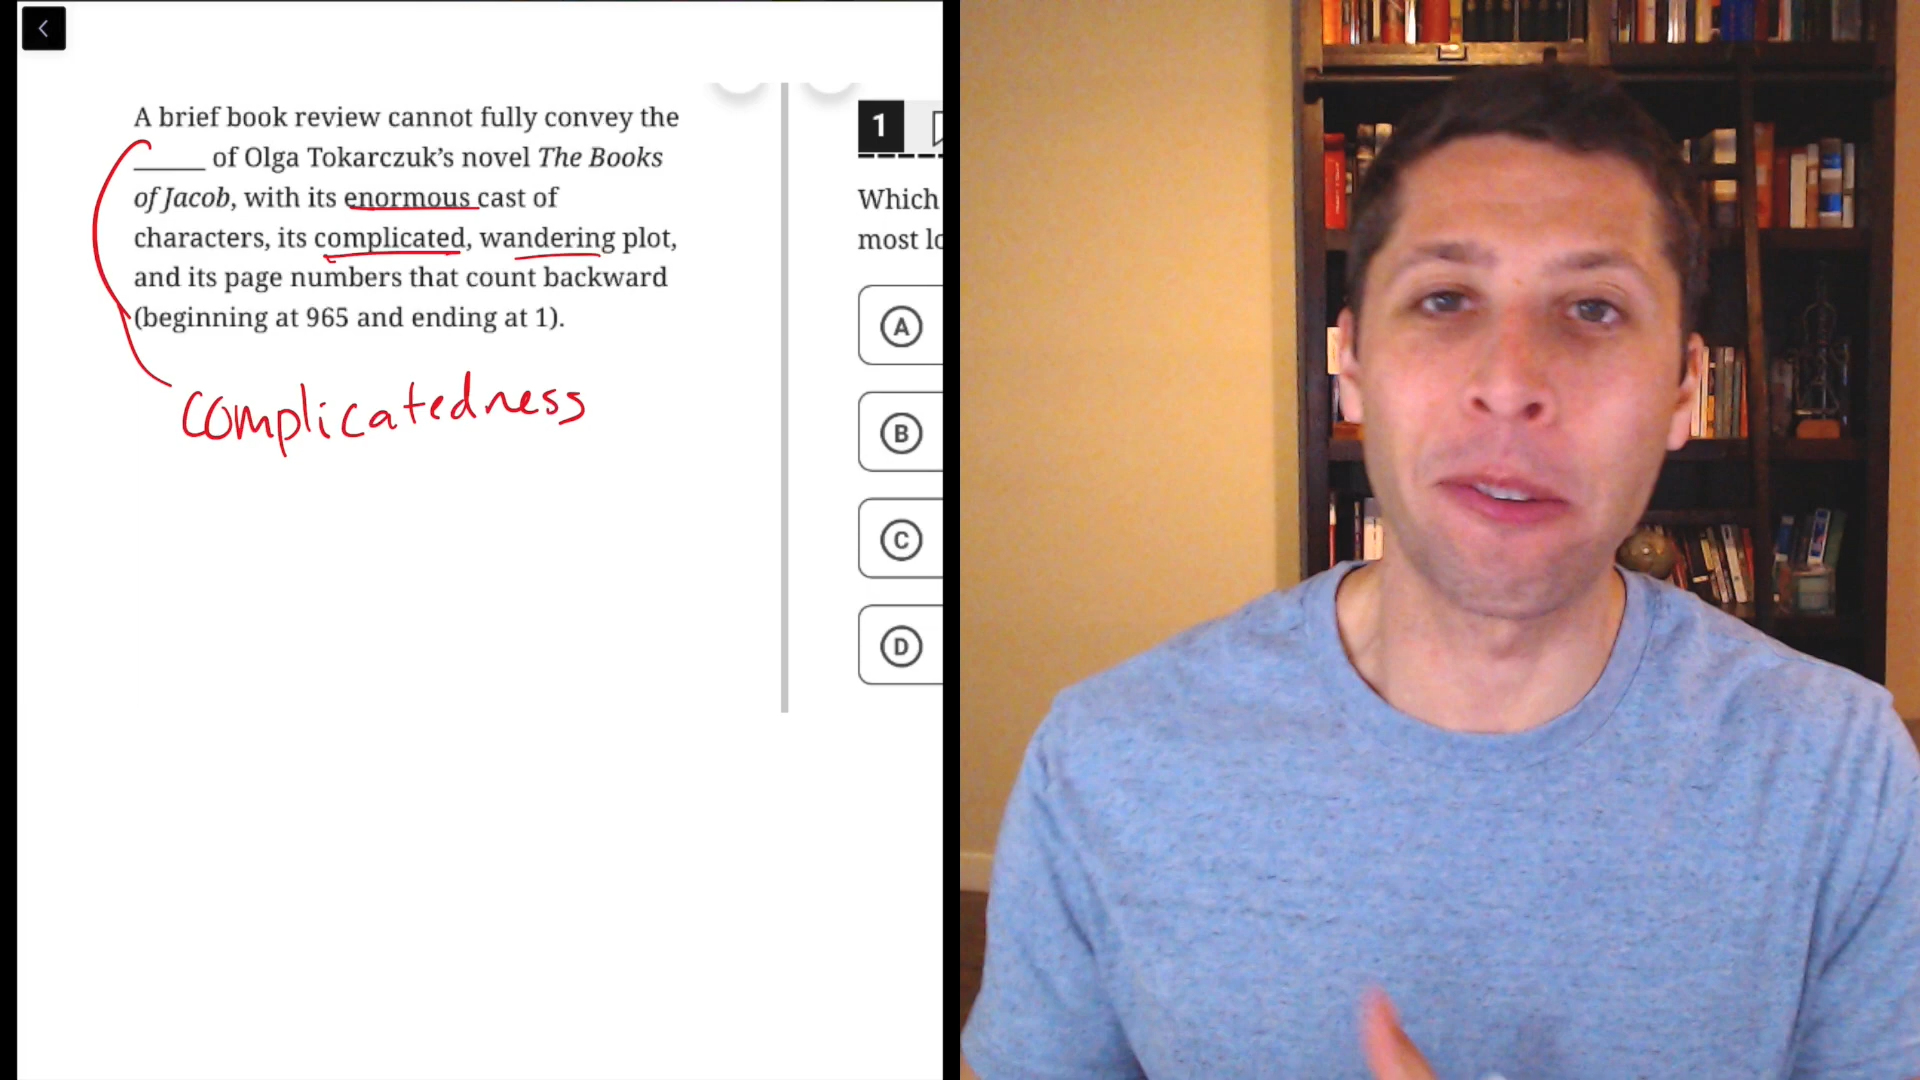 A brief book review cannot fully convey the
______ of Olga Tokarczuk’s novel The Books
of Jacob, with its enormous cast of
characters, its complicated, wandering plot,
and its page numbers that count backward
(beginning at 965 and ending at 1).
complicatedness
1
Which
most lo
A
B
C
D